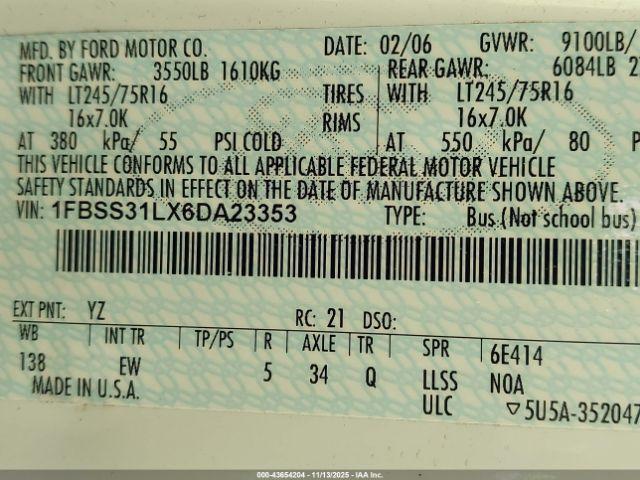 MFD. BY FORD MOTOR CO. DATE: 02/06 GVWR: 9100LB/
FRONT GAWR: 3550LB 1610KG REAR GAWR: 6084LB
WITH LT245/75R16 TIRES WITH LT245/75R16
16x7.0K RIMS 16x7.0K
AT 380 kPa/ 55 PSI COLD AT 550 kPa/ 80
THIS VEHICLE CONFORMS TO ALL APPLICABLE FEDERAL MOTOR VEHICLE
SAFETY STANDARDS IN EFFECT ON THE DATE OF MANUFACTURE SHOWN ABOVE.
VIN: 1FBSS31LX6DA23353 TYPE: Bus (Not school bus)
EXT PNT: YZ RC: 21 DSO:
WB INT TR TP/PS R AXLE TR SPR 6E414
138 EW 5 34 Q LLSS NOA
MADE IN U.S.A. ULC ▽5U5A-352047
000-43654204 - 11/13/2025 - IAA Inc.